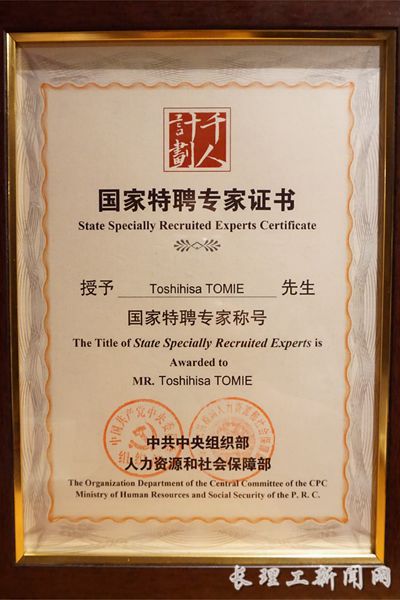 千人
計劃
国家特聘专家证书
State Specially Recruited Experts Certificate
授予 Toshihisa TOMIE 先生
国家特聘专家称号
The Title of State Specially Recruited Experts is
Awarded to
MR. Toshihisa TOMIE
中共中央组织部
人力资源和社会保障部
The Organization Department of the Central Committee of the CPC
Ministry of Human Resources and Social Security of the P. R. C.
长理工新闻网